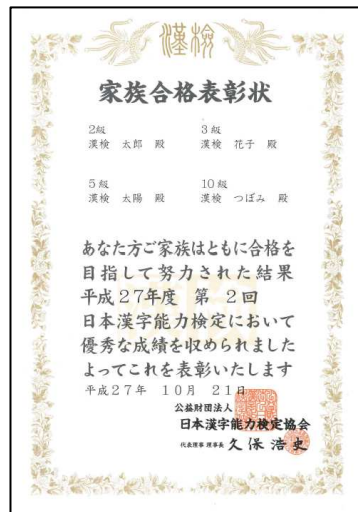 漢検
家族合格表彰状
2級 3級
漢検 太郎 殿 漢検 花子 殿
5級 10級
漢検 太陽 殿 漢検 つぼみ 殿
あなた方ご家族はともに合格を
目指して努力された結果
平成27年度 第 2回
日本漢字能力検定において
優秀な成績を収められました
よってこれを表彰いたします
平成27年 10月 21日
公益財団法人
日本漢字能力検定協会
代表理事 理事長 久保浩史